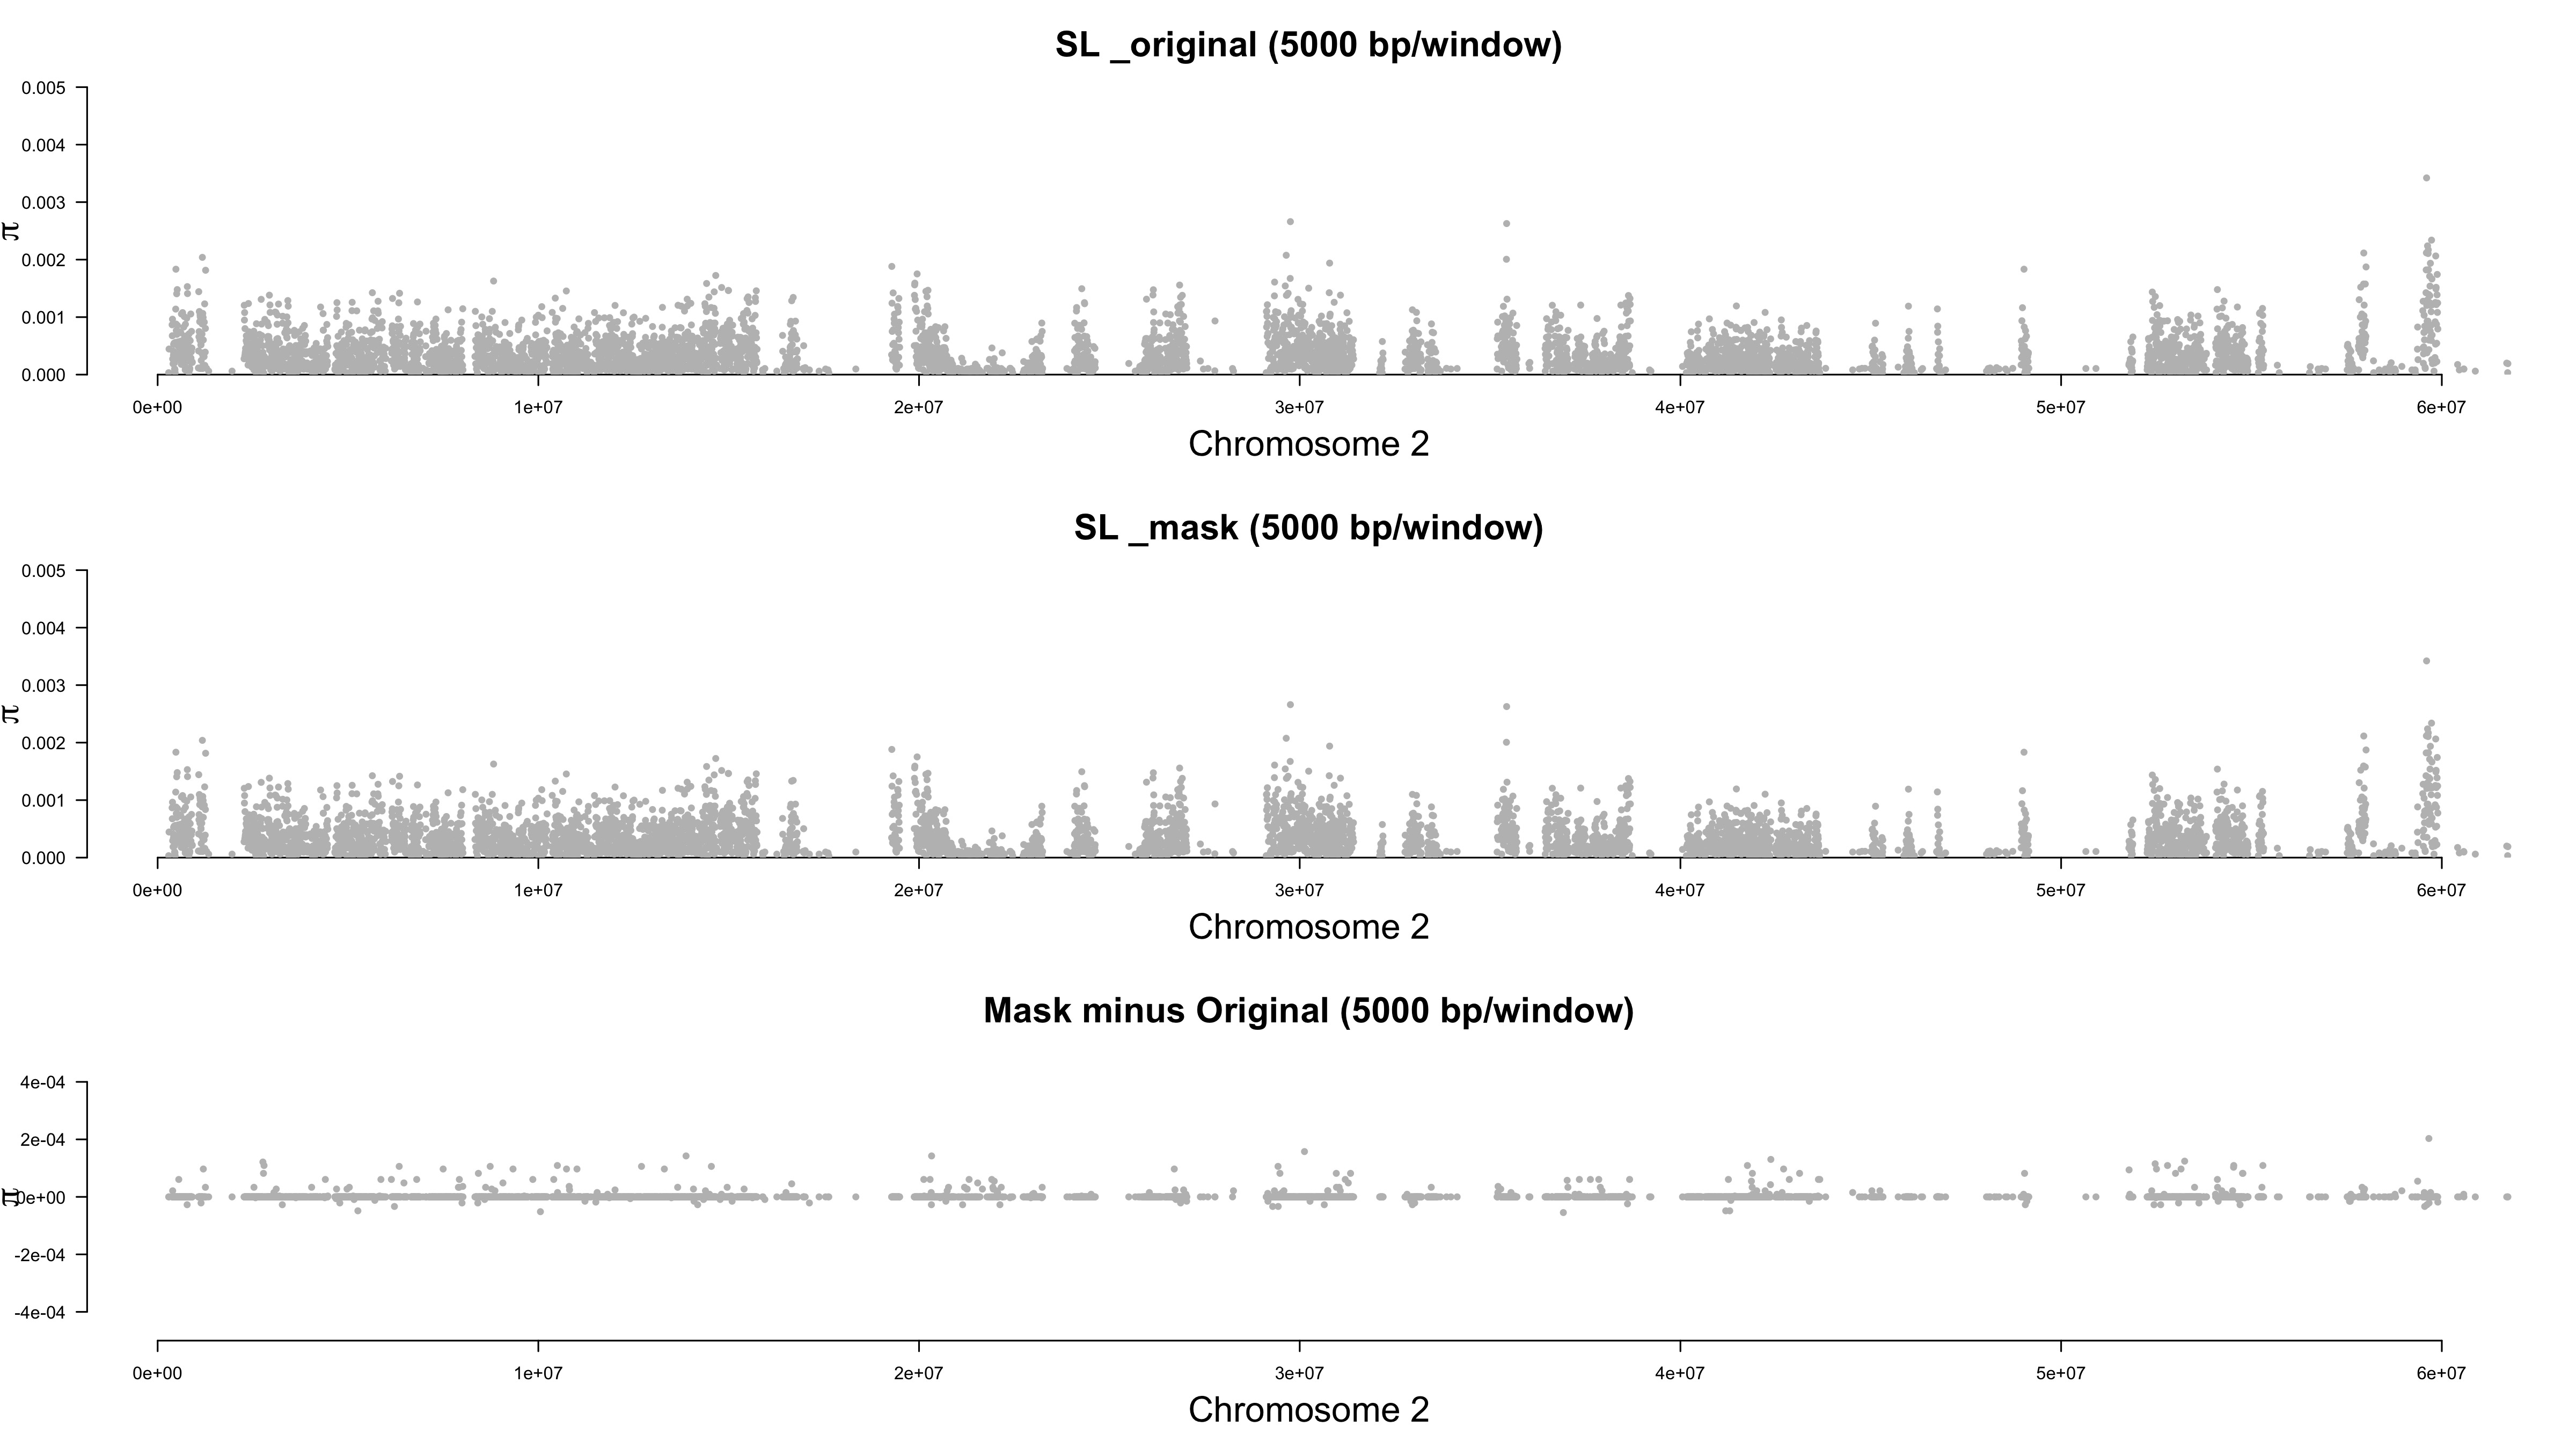 SL _original (5000 bp/window)
0.005
0.004
0.003
0.002
0.001
0.000
π
0e+00 1e+07 2e+07 3e+07 4e+07 5e+07 6e+07
Chromosome 2
SL _mask (5000 bp/window)
0.005
0.004
0.003
0.002
0.001
0.000
π
0e+00 1e+07 2e+07 3e+07 4e+07 5e+07 6e+07
Chromosome 2
Mask minus Original (5000 bp/window)
4e-04
2e-04
0e+00
-2e-04
-4e-04
π
0e+00 1e+07 2e+07 3e+07 4e+07 5e+07 6e+07
Chromosome 2